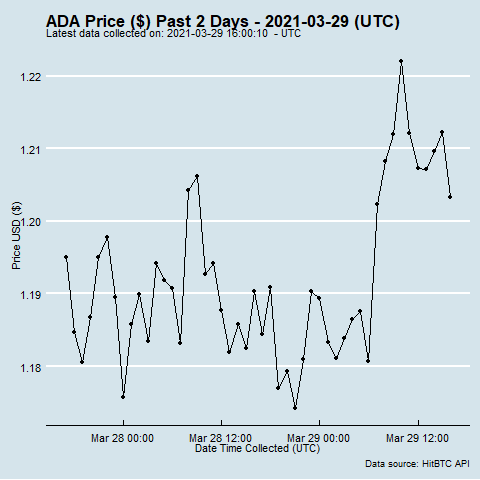 ADA Price ($) Past 2 Days - 2021-03-29 (UTC)
Latest data collected on: 2021-03-29 16:00:10 - UTC
1.22
1.21
1.20
1.19
1.18
Price USD ($)
Mar 28 00:00 Mar 28 12:00 Mar 29 00:00 Mar 29 12:00
Date Time Collected (UTC)
Data source: HitBTC API